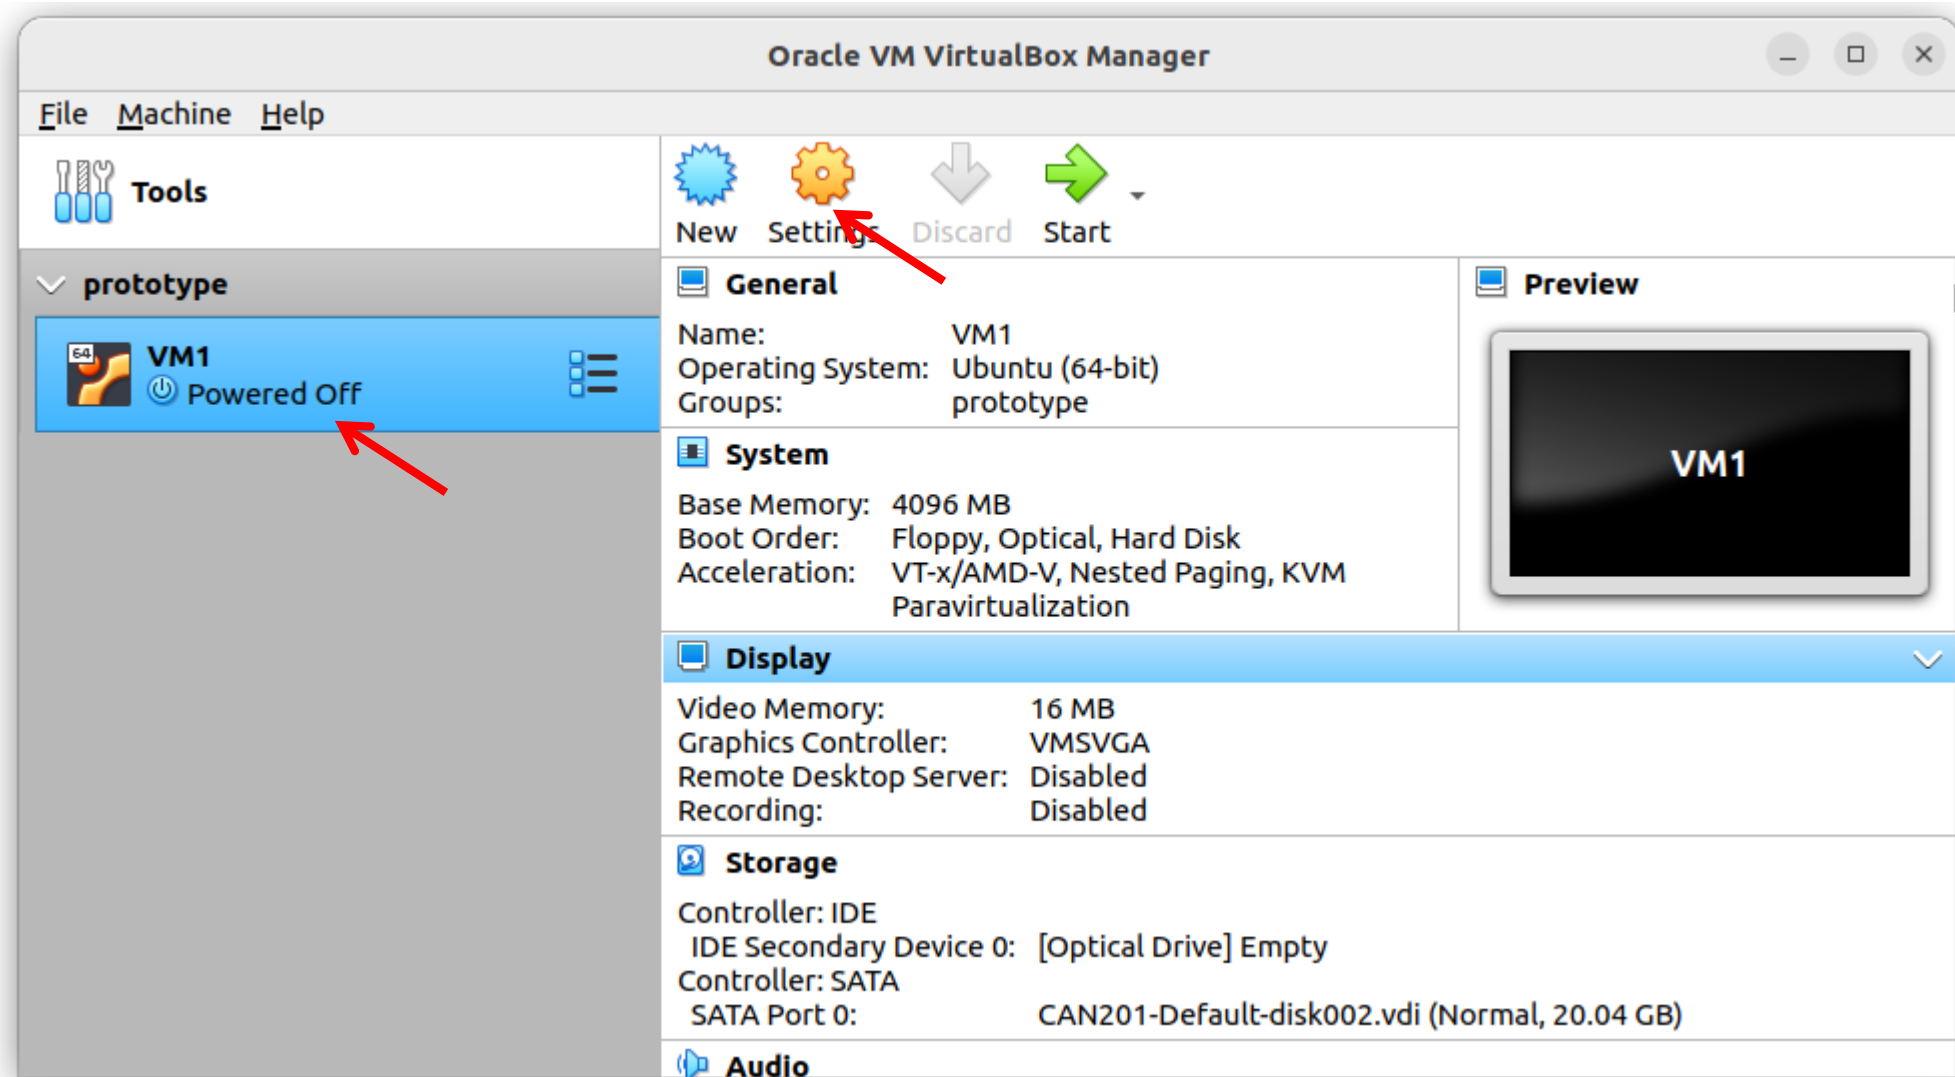 Oracle VM VirtualBox Manager
File Machine Help
Tools
New Settings Discard Start
prototype
64
VM1
Powered Off
General
Name: VM1
Operating System: Ubuntu (64-bit)
Groups: prototype
Preview
VM1
System
Base Memory: 4096 MB
Boot Order: Floppy, Optical, Hard Disk
Acceleration: VT-x/AMD-V, Nested Paging, KVM
Paravirtualization
Display
Video Memory: 16 MB
Graphics Controller: VMSVGA
Remote Desktop Server: Disabled
Recording: Disabled
Storage
Controller: IDE
IDE Secondary Device 0: [Optical Drive] Empty
Controller: SATA
SATA Port 0: CAN201-Default-disk002.vdi (Normal, 20.04 GB)
Audio